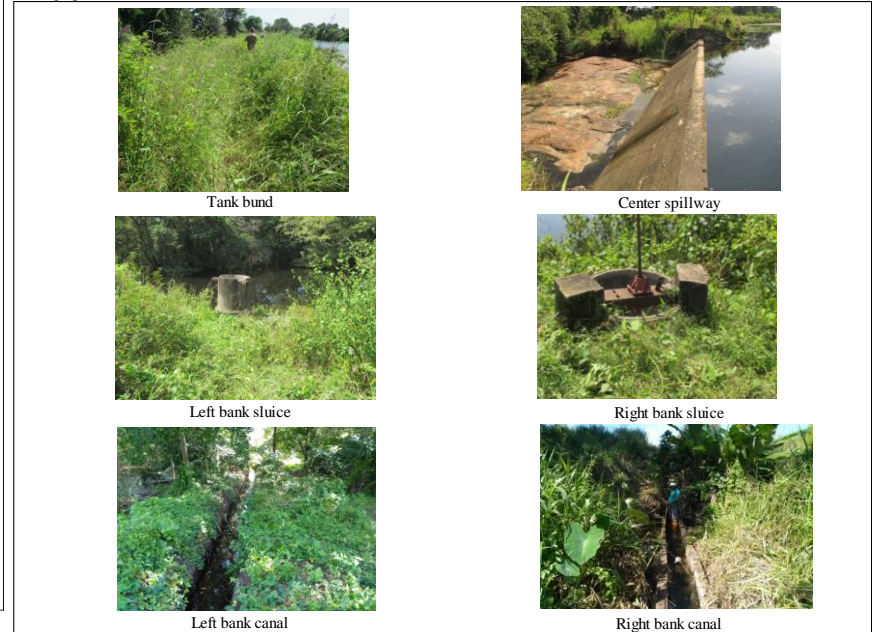 Tank bund
Center spillway
Left bank sluice
Right bank sluice
Left bank canal
Right bank canal